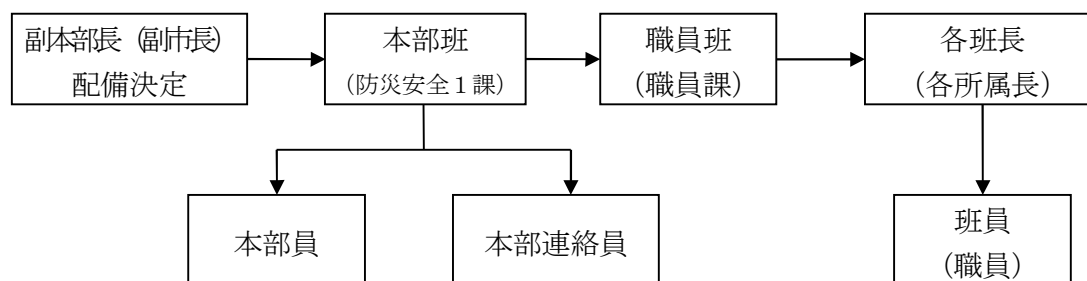 副本部長（副市長）
配備決定
本部班
（防災安全１課）
職員班
（職員課）
各班長
（各所属長）
本部員
本部連絡員
班員
（職員）